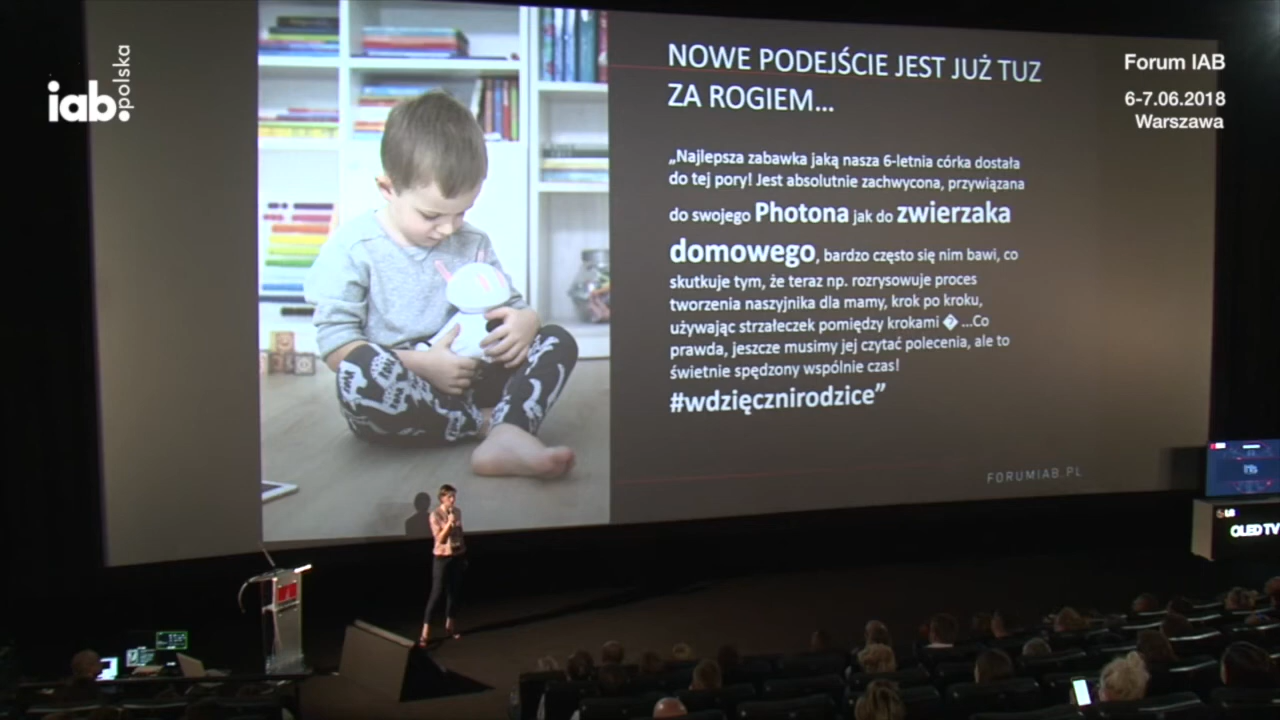 iab.polska
NOWE PODEJŚCIE JEST JUŻ TUZ
ZA ROGIEM...
Forum IAB
6-7.06.2018
Warszawa
„Najlepsza zabawka jaką nasza 6-letnia córka dostała
do tej pory! Jest absolutnie zachwycona, przywiązana
do swojego Photona jak do zwierzaka
domowego, bardzo często się nim bawi, co
skutkuje tym, że teraz np. rozrysowuje proces
tworzenia naszyjnika dla mamy, krok po kroku,
używając strzałeczek pomiędzy krokami � ...Co
prawda, jeszcze musimy jej czytać polecenia, ale to
świetnie spędzony wspólnie czas!
#wdzięcznirodzice”
FORUMIAB.PL
LG
OLED TV